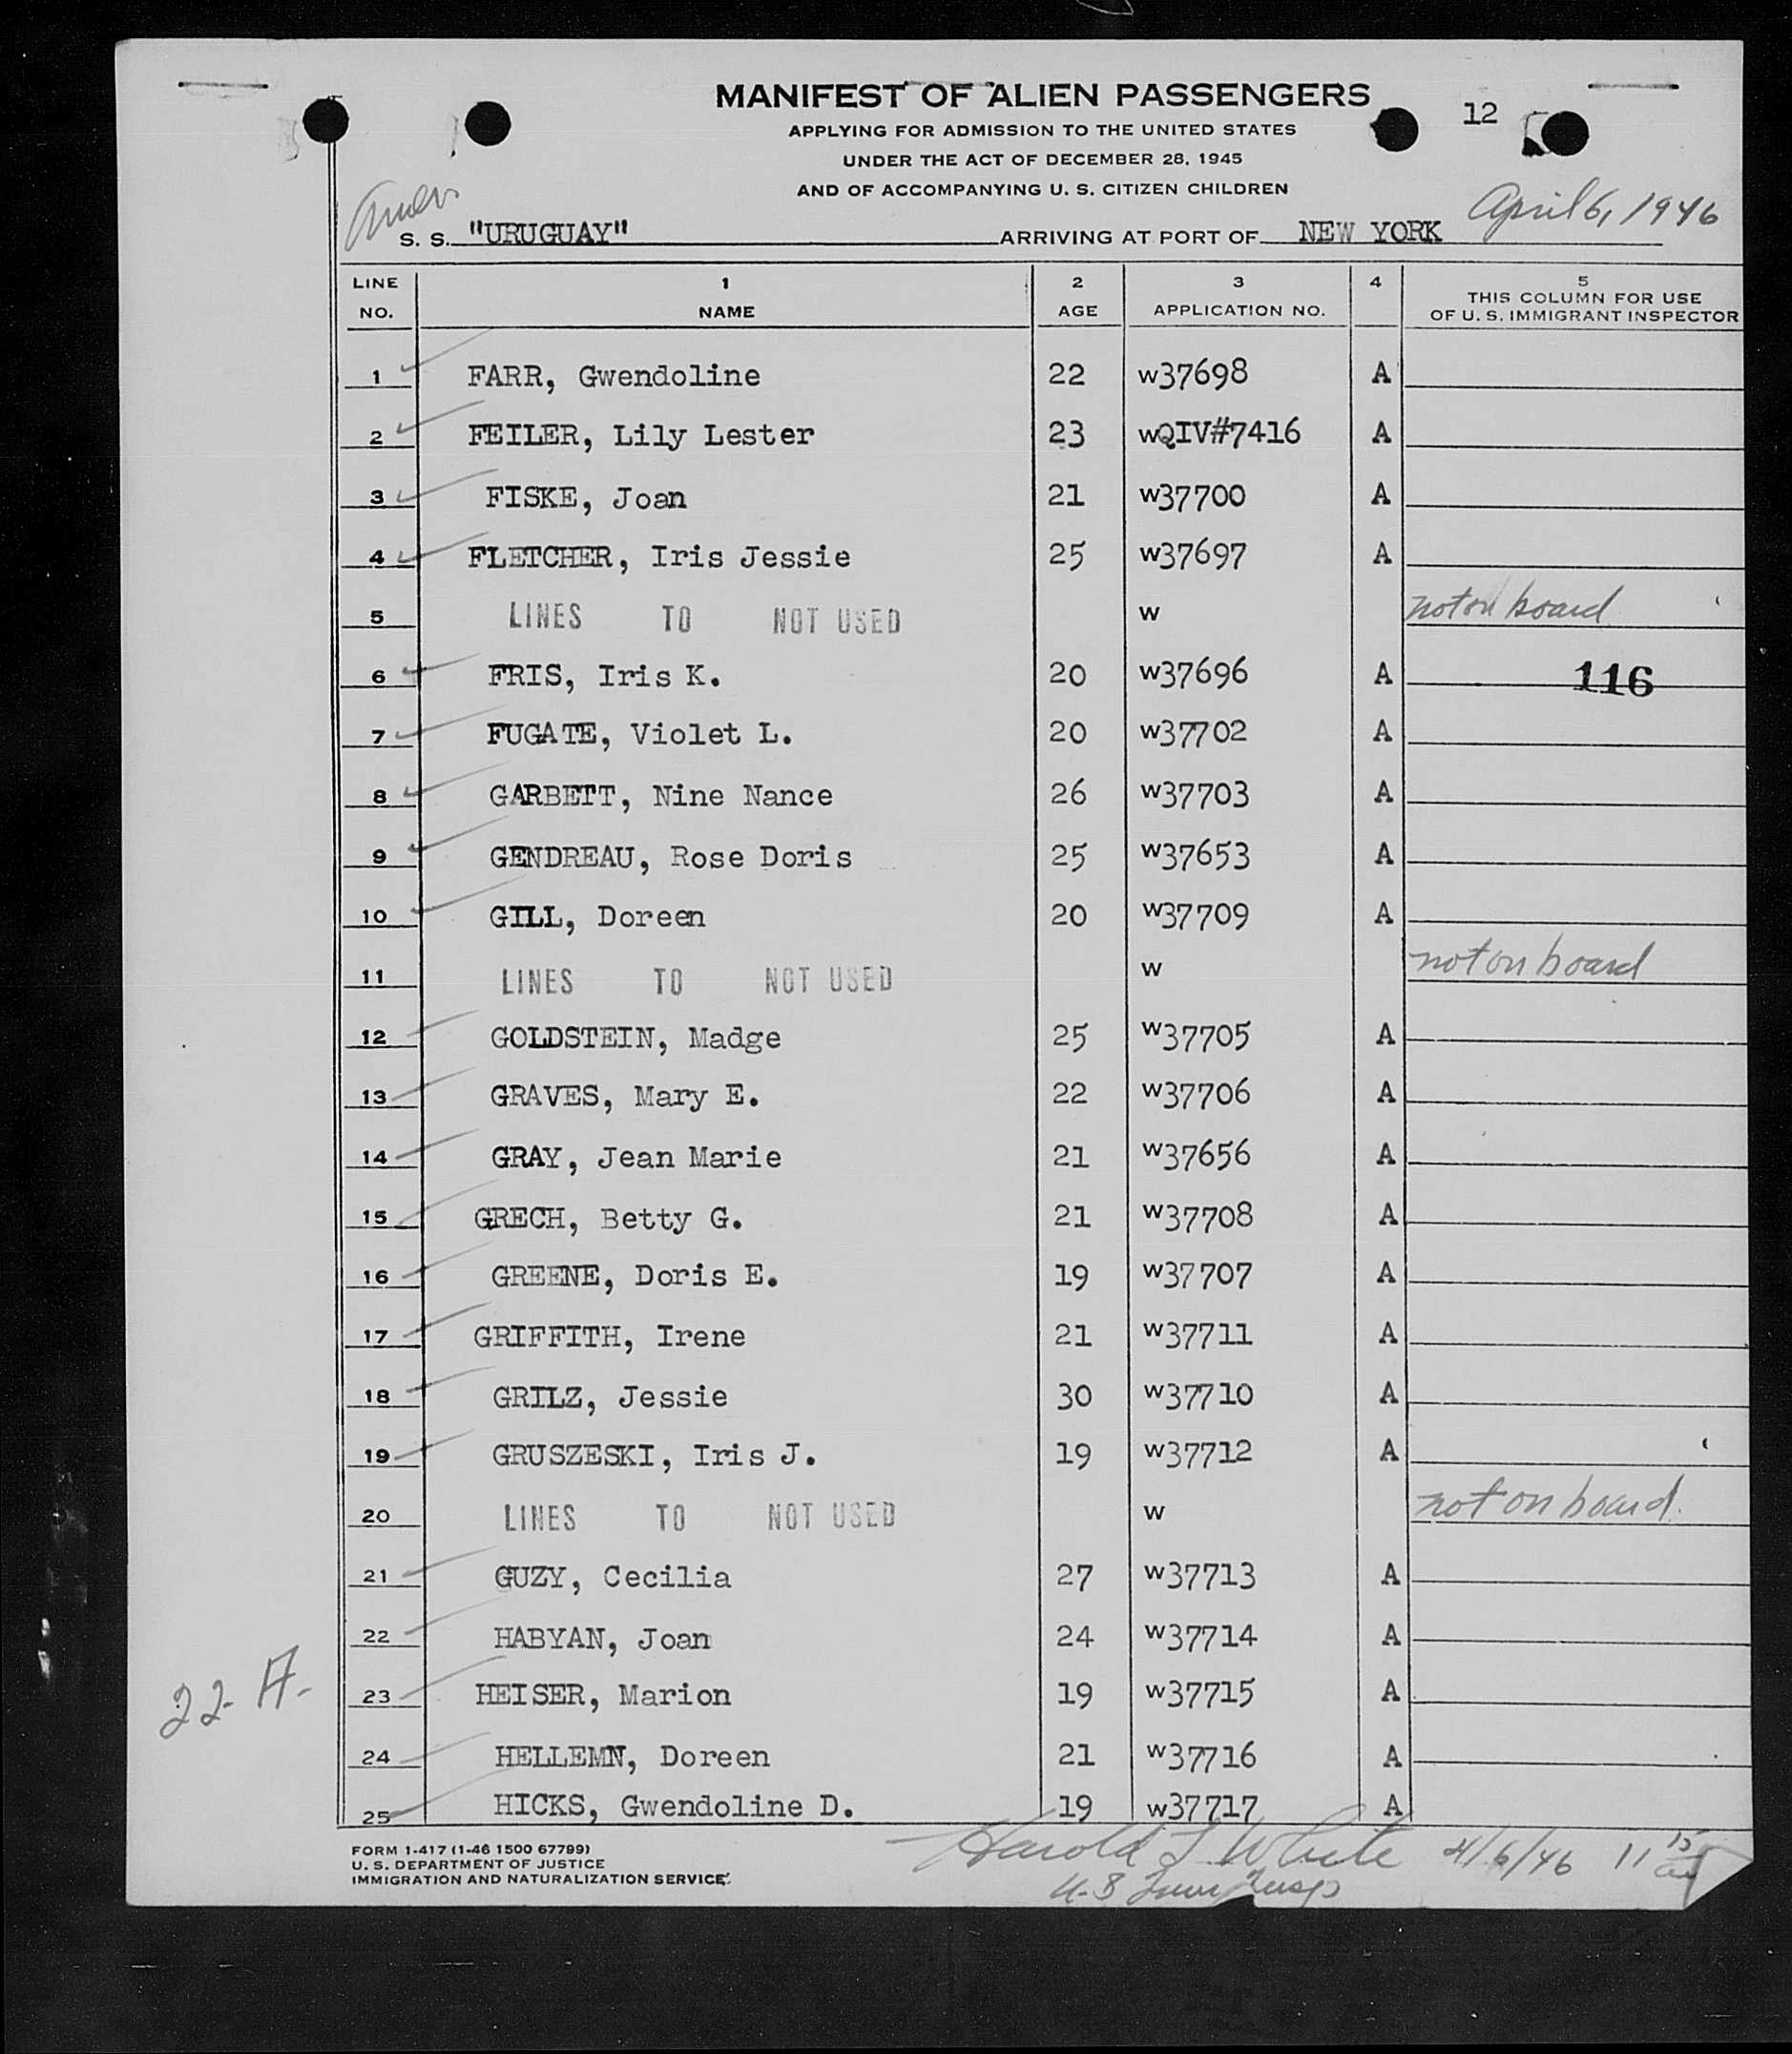 MANIFEST OF ALIEN PASSENGERS
12
APPLYING FOR ADMISSION TO THE UNITED STATES
UNDER THE ACT OF DECEMBER 28, 1945
AND OF ACCOMPANYING U. S. CITIZEN CHILDREN
Amer. April 6, 1946
S. S. "URUGUAY" ARRIVING AT PORT OF NEW YORK
LINE NO. 1 NAME 2 AGE 3 APPLICATION NO. 4 5 THIS COLUMN FOR USE OF U. S. IMMIGRANT INSPECTOR
1 FARR, Gwendoline 22 w37698 A
2 FEILER, Lily Lester 23 wQIV#7416 A
3 FISKE, Joan 21 w37700 A
4 FLETCHER, Iris Jessie 25 w37697 A
5 LINES TO NOT USED w not on board
6 FRIS, Iris K. 20 w37696 A 116
7 FUGATE, Violet L. 20 w37702 A
8 GARBETT, Nine Nance 26 w37703 A
9 GENDREAU, Rose Doris 25 w37653 A
10 GILL, Doreen 20 w37709 A
11 LINES TO NOT USED w not on board
12 GOLDSTEIN, Madge 25 w37705 A
13 GRAVES, Mary E. 22 w37706 A
14 GRAY, Jean Marie 21 w37656 A
15 GRECH, Betty G. 21 w37708 A
16 GREENE, Doris E. 19 w37707 A
17 GRIFFITH, Irene 21 w37711 A
18 GRILZ, Jessie 30 w37710 A
19 GRUSZESKI, Iris J. 19 w37712 A
20 LINES TO NOT USED w not on board.
21 GUZY, Cecilia 27 w37713 A
22 HABYAN, Joan 24 w37714 A
22-A- 23 HEISER, Marion 19 w37715 A
24 HELLEMN, Doreen 21 w37716 A
25 HICKS, Gwendoline D. 19 w37717 A
FORM 1-417 (1-46 1500 67799)
U. S. DEPARTMENT OF JUSTICE
IMMIGRATION AND NATURALIZATION SERVICE
Harold L White 4/6/46 11 15 am
U.S Imm Insp